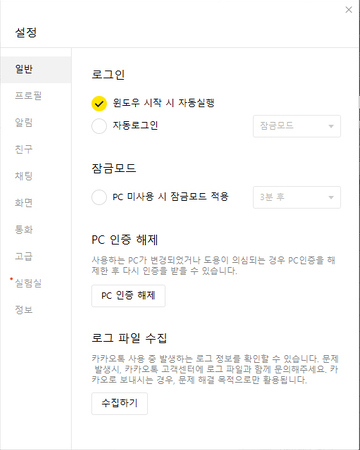 설정
일반
프로필
알림
친구
채팅
화면
통화
고급
실험실
정보
로그인
윈도우 시작 시 자동실행
자동로그인
잠금모드
잠금모드
PC 미사용 시 잠금모드 적용
3분 후
PC 인증 해제
사용하는 PC가 변경되었거나 도용이 의심되는 경우 PC인증을 해
제한 후 다시 인증을 받을 수 있습니다.
PC 인증 해제
로그 파일 수집
카카오톡 사용 중 발생하는 로그 정보를 확인할 수 있습니다. 문제
발생시, 카카오톡 고객센터에 로그 파일과 함께 문의해주세요. 카
카오로 보내시는 경우, 문제 해결 목적으로만 활용됩니다.
수집하기